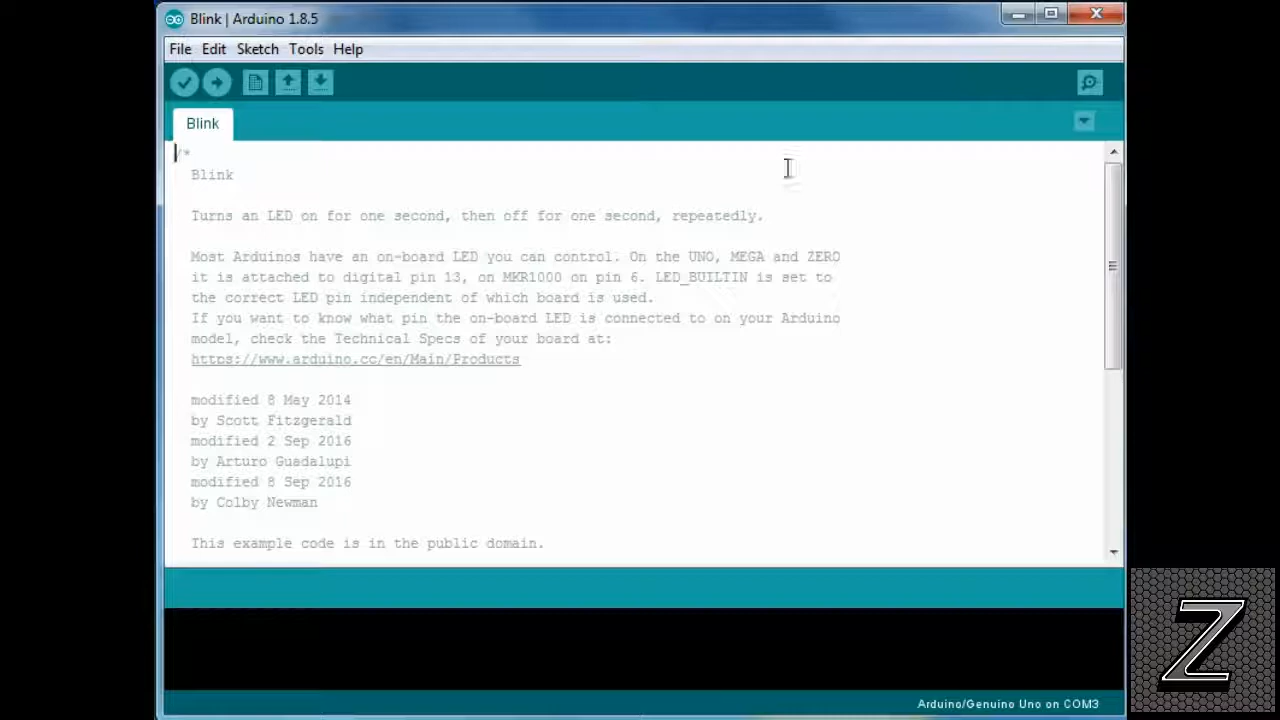 Blink | Arduino 1.8.5
File Edit Sketch Tools Help
Blink
/*
Blink
Turns an LED on for one second, then off for one second, repeatedly.
Most Arduinos have an on-board LED you can control. On the UNO, MEGA and ZERO
it is attached to digital pin 13, on MKR1000 on pin 6. LED_BUILTIN is set to
the correct LED pin independent of which board is used.
If you want to know what pin the on-board LED is connected to on your Arduino
model, check the Technical Specs of your board at:
https://www.arduino.cc/en/Main/Products
modified 8 May 2014
by Scott Fitzgerald
modified 2 Sep 2016
by Arturo Guadalupi
modified 8 Sep 2016
by Colby Newman
This example code is in the public domain.
Arduino/Genuino Uno on COM3
Z